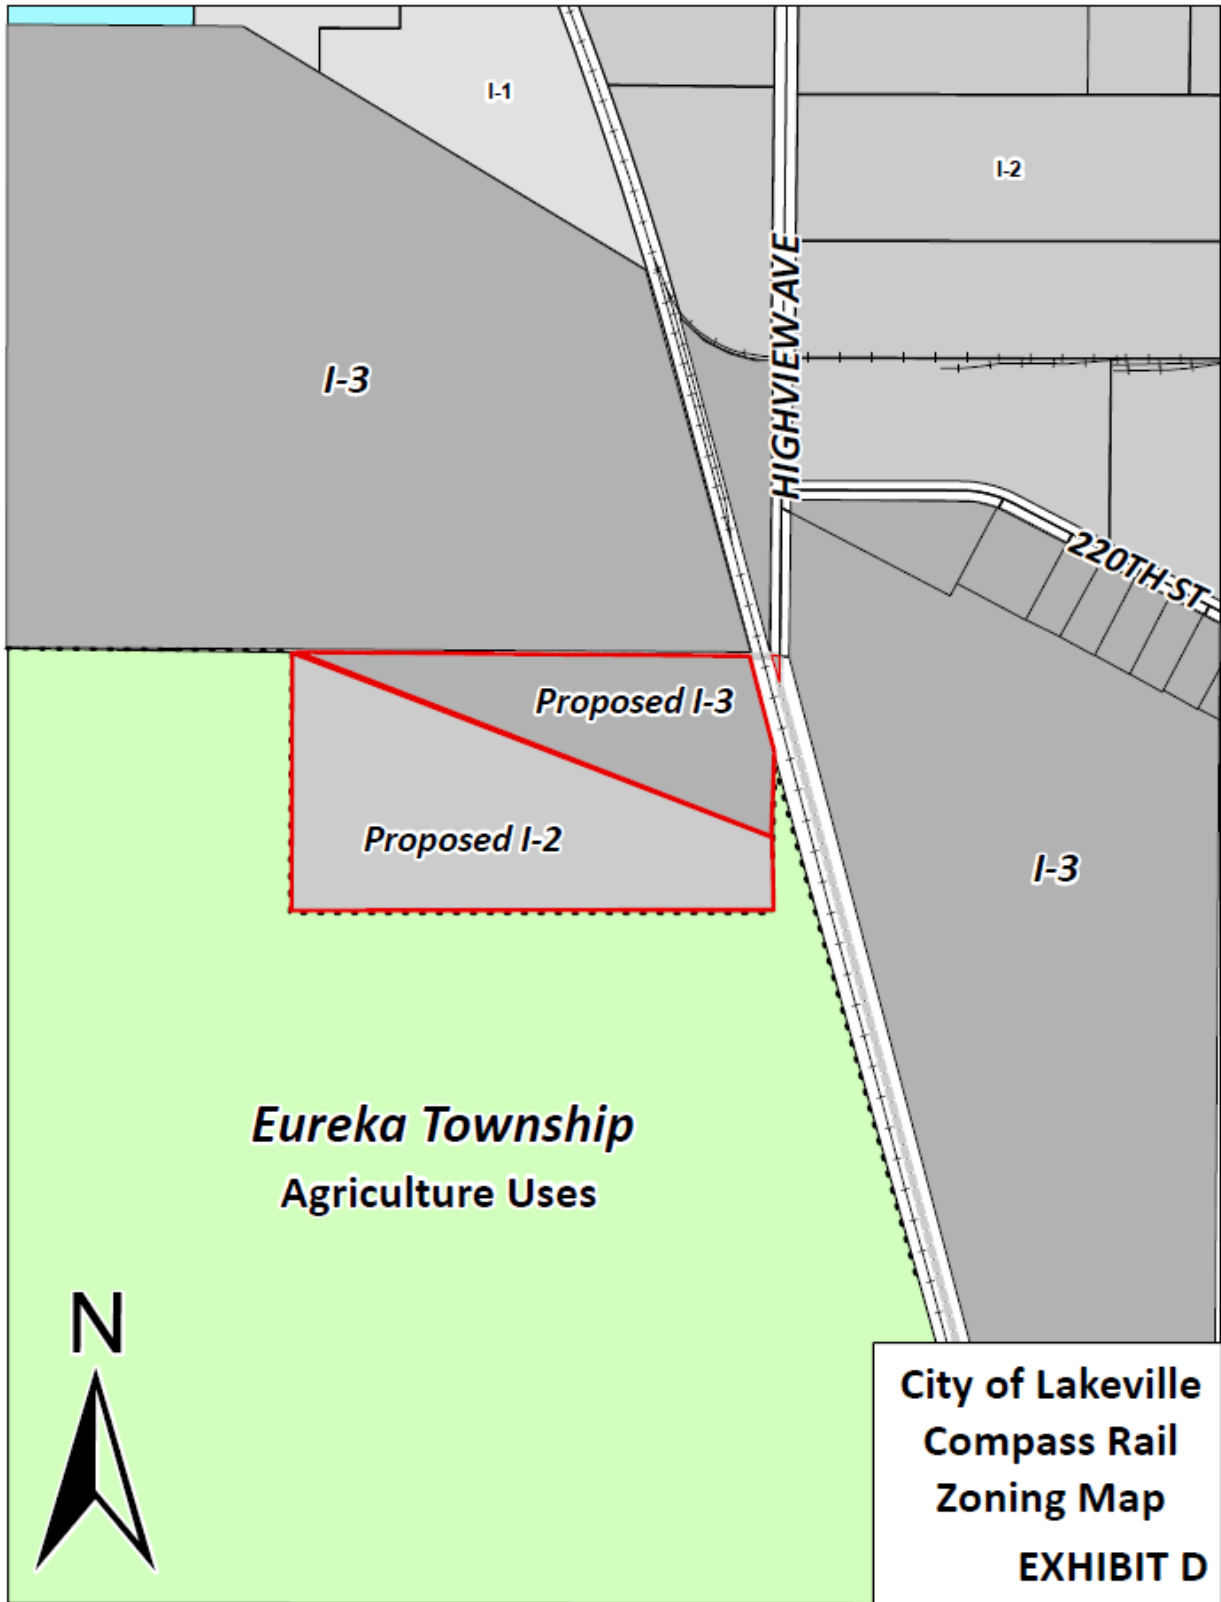 I-1
I-2
HIGHVIEW AVE
I-3
220TH ST
Proposed I-3
Proposed I-2
I-3
Eureka Township
Agriculture Uses
N
City of Lakeville
Compass Rail
Zoning Map
EXHIBIT D